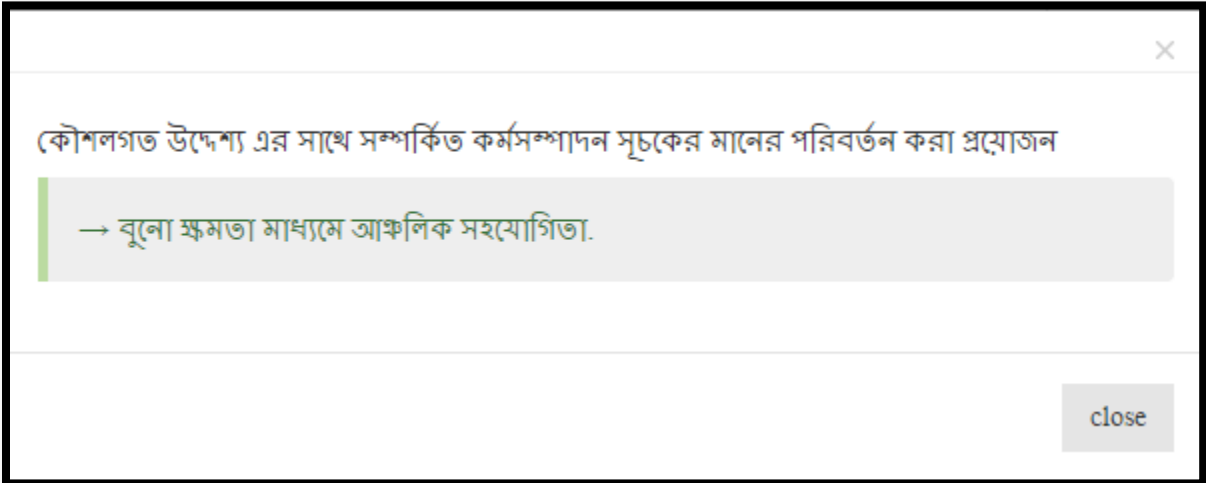 ×
কৌশলগত উদ্দেশ্য এর সাথে সম্পর্কিত কর্মসম্পাদন সূচকের মানের পরিবর্তন করা প্রয়োজন
→ বুনো ক্ষমতা মাধ্যমে আঞ্চলিক সহযোগিতা.
close